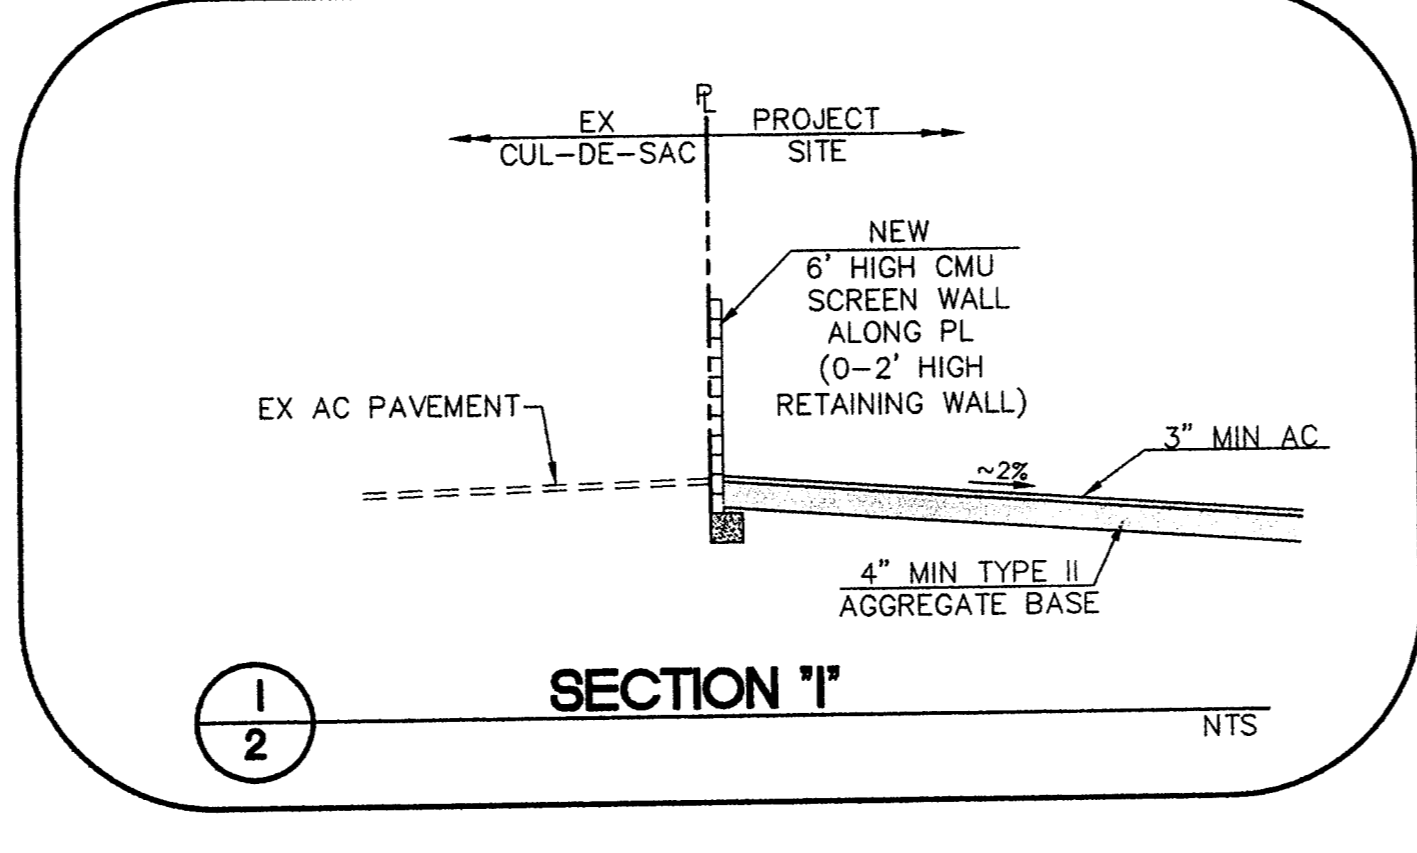 PL
EX
CUL-DE-SAC
PROJECT
SITE
NEW
6' HIGH CMU
SCREEN WALL
ALONG PL
(0-2' HIGH
RETAINING WALL)
EX AC PAVEMENT
3" MIN AC
~2%
4" MIN TYPE II
AGGREGATE BASE
I
2
SECTION "I"
NTS